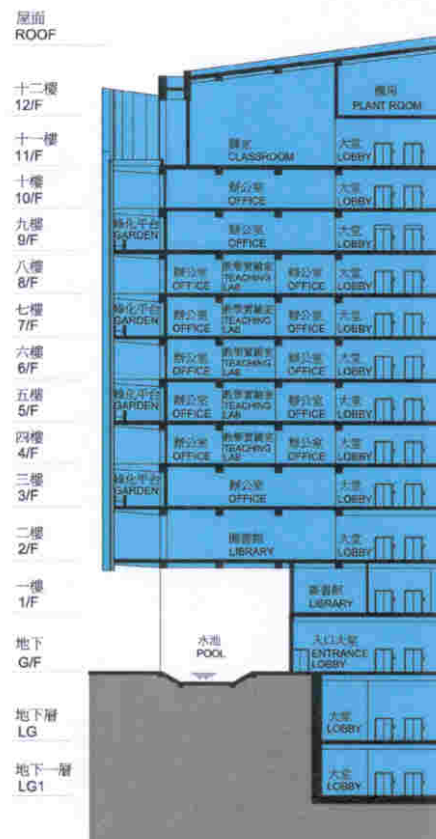 屋面
ROOF
十二樓
12/F
機房
PLANT ROOM
十一樓
11/F
課室 大堂
CLASSROOM LOBBY
十樓
10/F
辦公室 大堂
OFFICE LOBBY
九樓
9/F
綠化平台 辦公室 大堂
GARDEN OFFICE LOBBY
八樓
8/F
辦公室 教學實驗室 辦公室 大堂
OFFICE TEACHING LAB OFFICE LOBBY
七樓
7/F
綠化平台 辦公室 教學實驗室 辦公室 大堂
GARDEN OFFICE TEACHING LAB OFFICE LOBBY
六樓
6/F
辦公室 教學實驗室 辦公室 大堂
OFFICE TEACHING LAB OFFICE LOBBY
五樓
5/F
綠化平台 辦公室 教學實驗室 辦公室 大堂
GARDEN OFFICE TEACHING LAB OFFICE LOBBY
四樓
4/F
辦公室 教學實驗室 辦公室 大堂
OFFICE TEACHING LAB OFFICE LOBBY
三樓
3/F
綠化平台 辦公室 大堂
GARDEN OFFICE LOBBY
二樓
2/F
圖書館 大堂
LIBRARY LOBBY
一樓
1/F
圖書館
LIBRARY
地下
G/F
水池 入口大堂
POOL ENTRANCE LOBBY
地下層
LG
大堂
LOBBY
地下一層
LG1
大堂
LOBBY